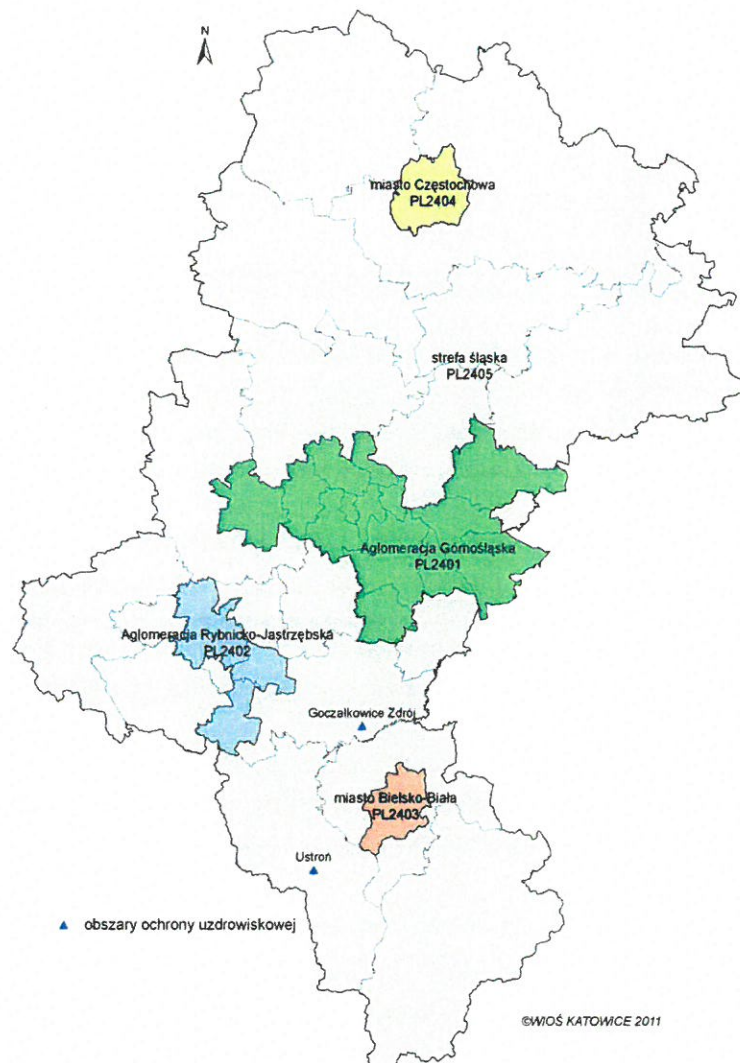 N
miasto Częstochowa
PL2404
strefa śląska
PL2405
Aglomeracja Górnośląska
PL2401
Aglomeracja Rybnicko-Jastrzębska
PL2402
Goczałkowice Zdrój
miasto Bielsko-Biała
PL2403
Ustroń
obszary ochrony uzdrowiskowej
©WIOŚ KATOWICE 2011